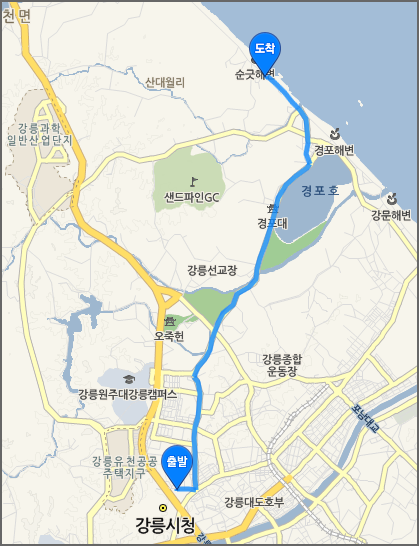 천면
도착
순긋해변
산대월리
강릉과학
일반산업단지
경포해변
경포호
샌드파인GC
경포대
강문해변
강릉선교장
오죽헌
강릉종합
운동장
강릉원주대강릉캠퍼스
포남대교
강릉유천공공
주택지구
출발
강릉대도호부
강릉시청